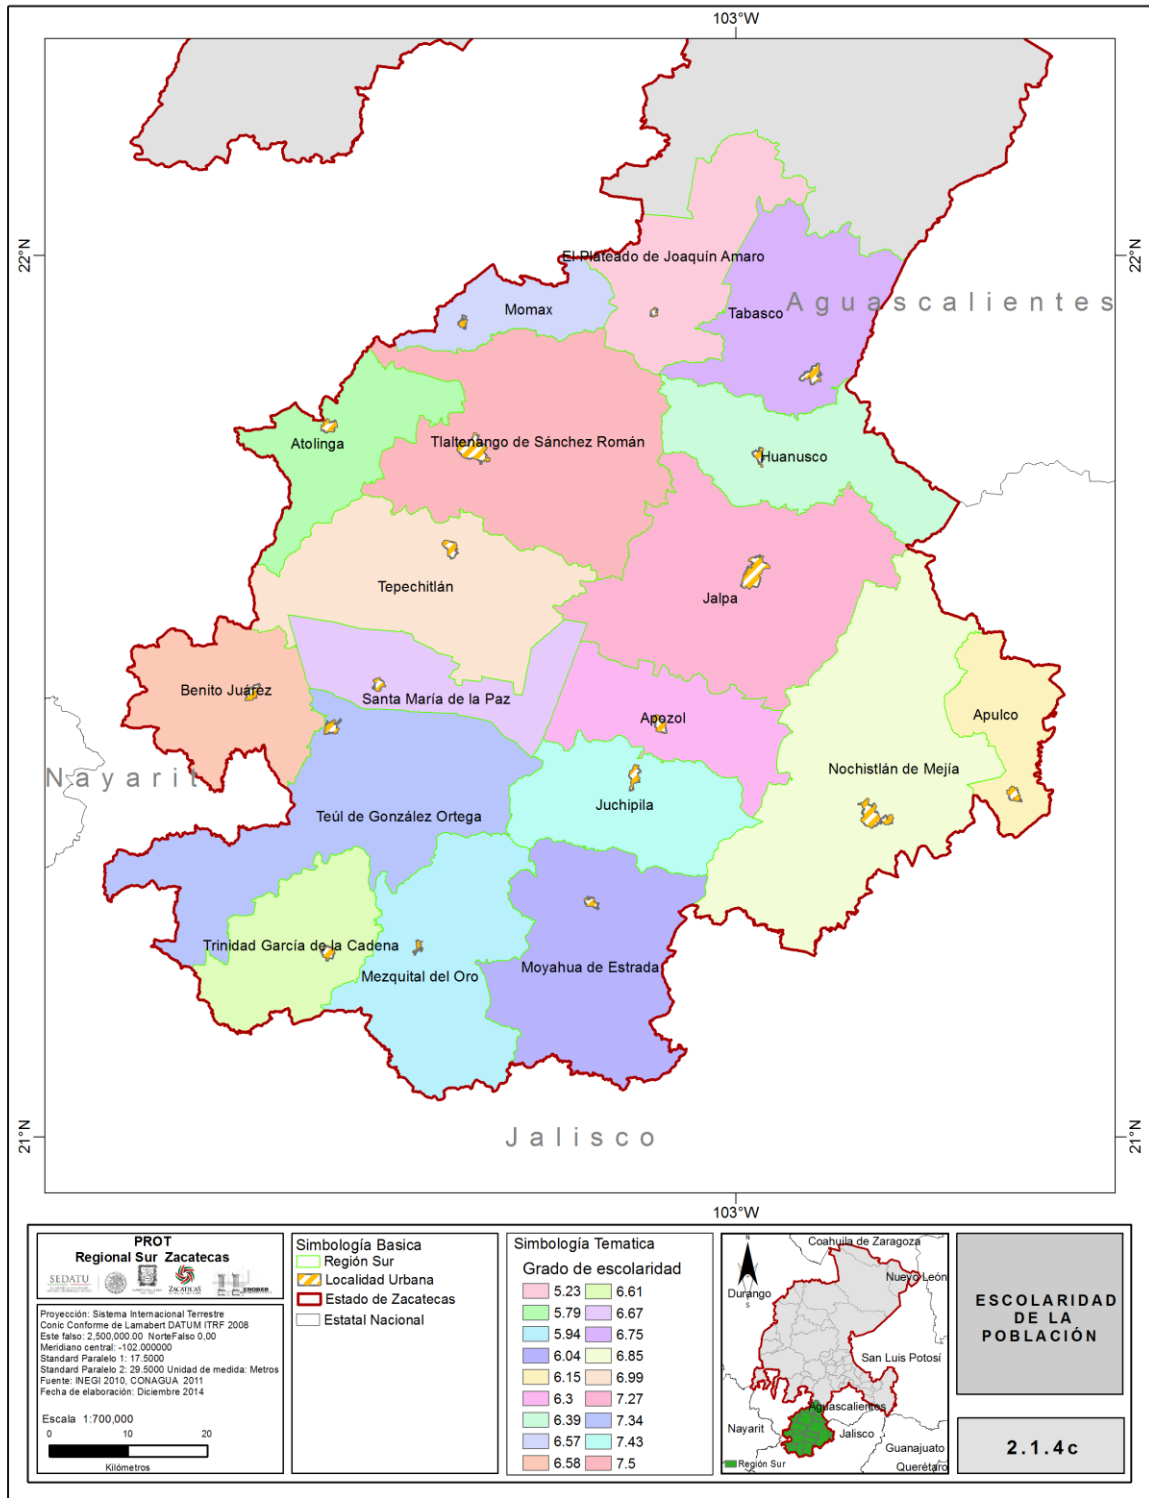 103°W
22°N
22°N
El Plateado de Joaquín Amaro
Aguascalientes
Momax
Tabasco
Atolinga
Tlaltenango de Sánchez Román
Huanusco
Tepechitlán
Jalpa
Benito Juárez
Santa María de la Paz
Apozol
Apulco
Nayarit
Nochistlán de Mejía
Teúl de González Ortega
Juchipila
Trinidad García de la Cadena
Mezquital del Oro
Moyahua de Estrada
21°N
21°N
Jalisco
103°W
PROT
Regional Sur Zacatecas
SEDATU
ZACATECAS
Proyección: Sistema Internacional Terrestre
Conic Conforme de Lamabert DATUM ITRF 2008
Este falso: 2,500,000.00 NorteFalso 0,00
Meridiano central: -102.000000
Standard Paralelo 1: 17.5000
Standard Paralelo 2: 29.5000 Unidad de medida: Metros
Fuente: INEGI 2010, CONAGUA 2011
Fecha de elaboración: Diciembre 2014
Escala 1:700,000
0 10 20
Kilómetros
Simbología Basica
Región Sur
Localidad Urbana
Estado de Zacatecas
Estatal Nacional
Simbología Tematica
Grado de escolaridad
5.23 6.61
5.79 6.67
5.94 6.75
6.04 6.85
6.15 6.99
6.3 7.27
6.39 7.34
6.57 7.43
6.58 7.5
N
S
Coahuila de Zaragoza
Nuevo León
Durango
San Luis Potosí
Aguascalientes
Nayarit
Jalisco
Guanajuato
Querétaro
Región Sur
ESCOLARIDAD
DE LA
POBLACIÓN
2.1.4c